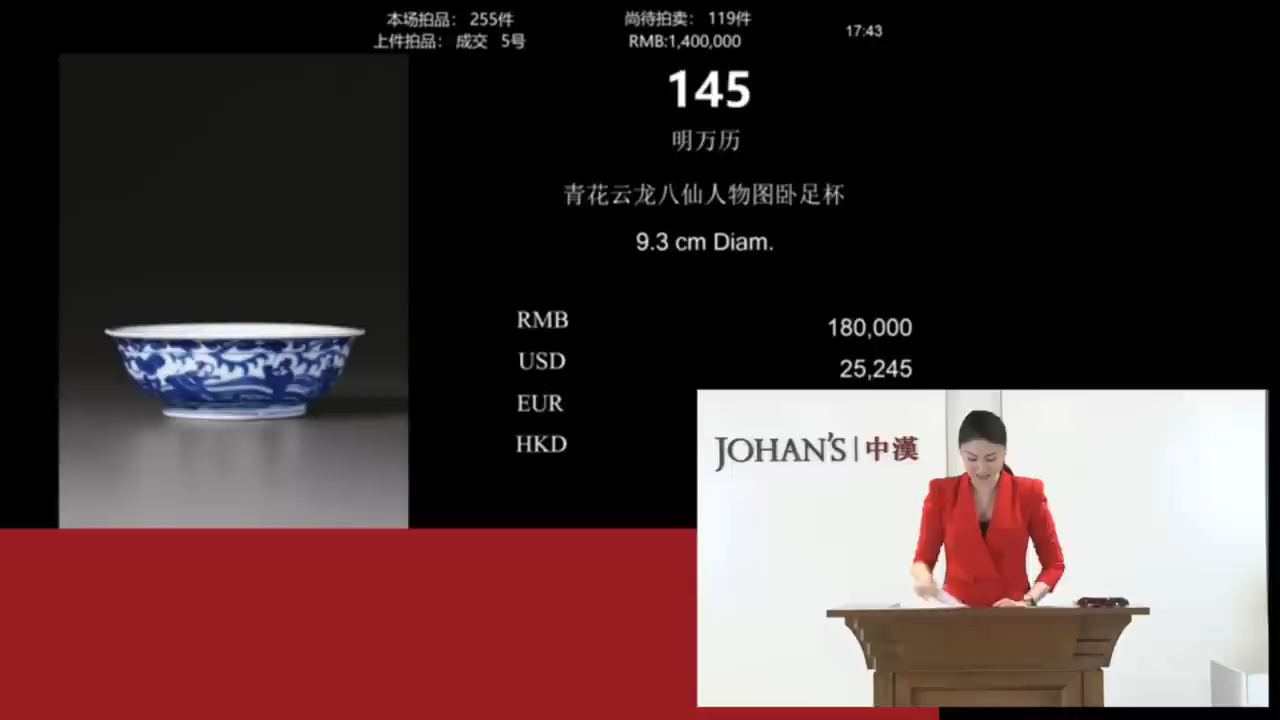 本场拍品： 255件
尚待拍卖： 119件
17:43
上件拍品： 成交 5号
RMB:1,400,000
145
明万历
青花云龙八仙人物图卧足杯
9.3 cm Diam.
RMB 180,000
USD 25,245
EUR
HKD
JOHAN'S | 中漢